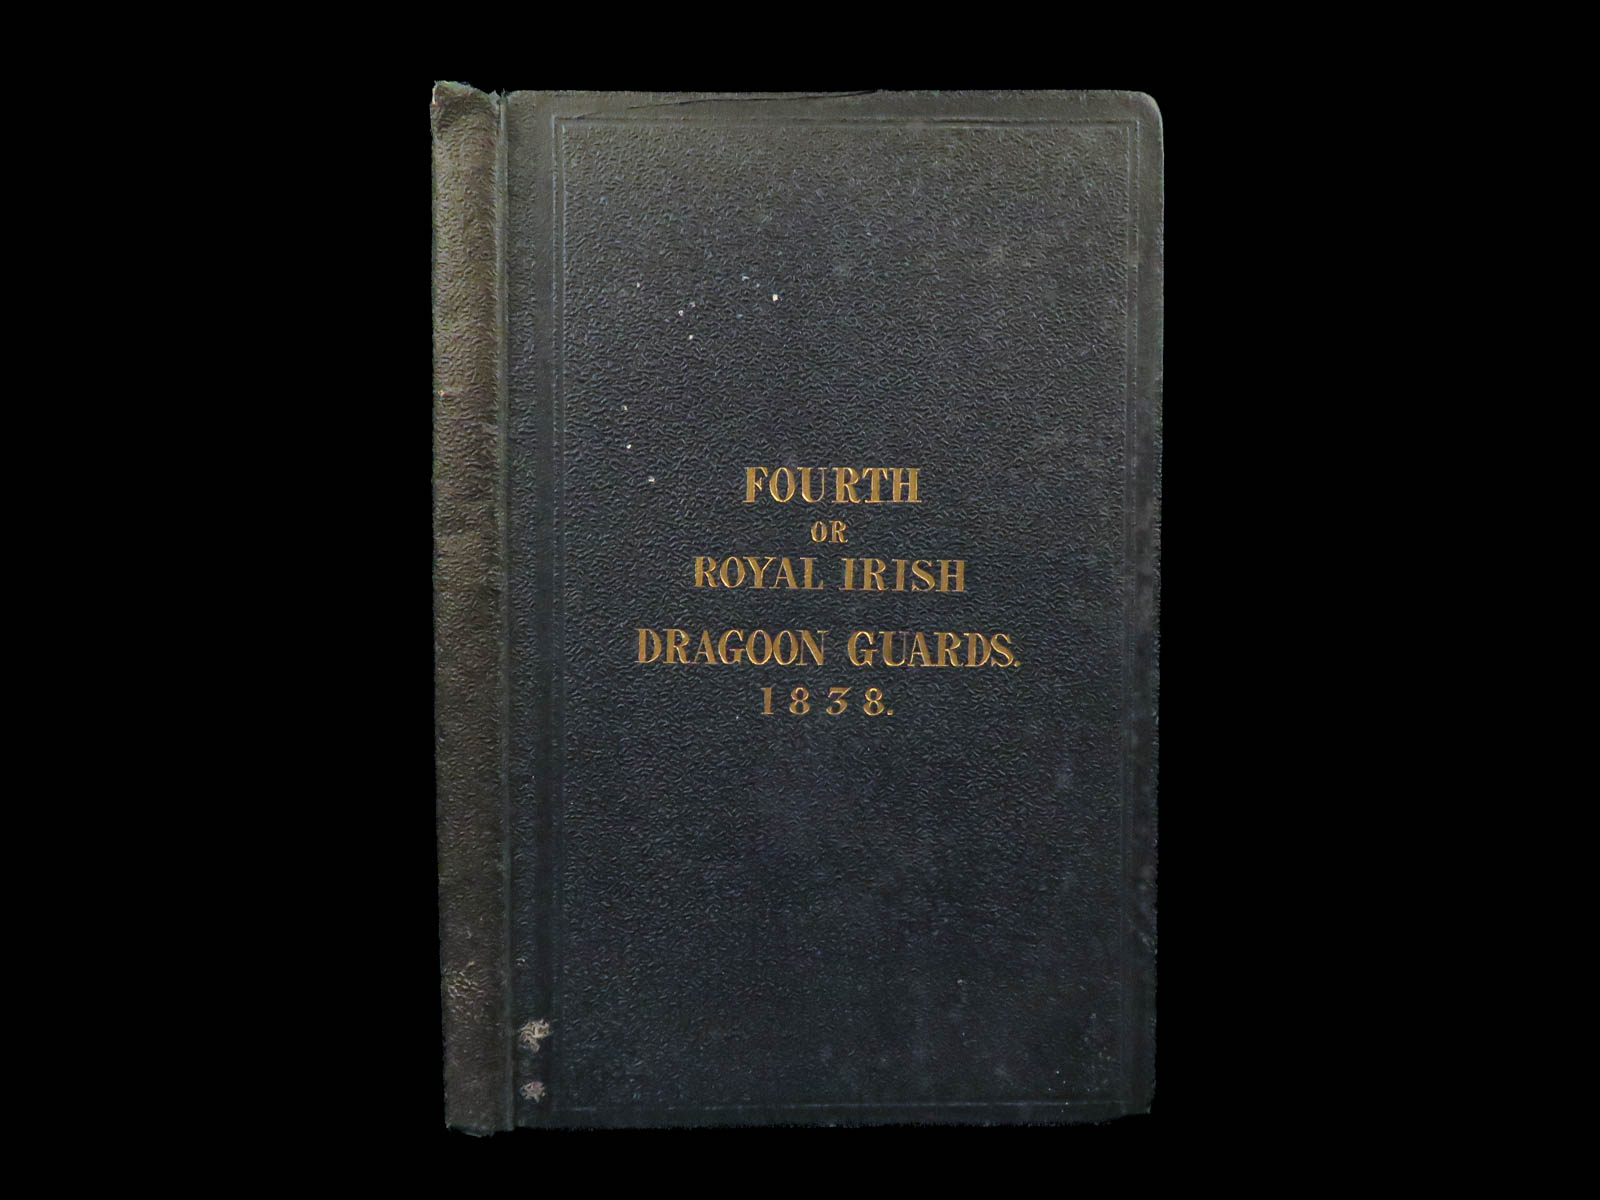 FOURTH
OR
ROYAL IRISH
DRAGOON GUARDS.
1838.